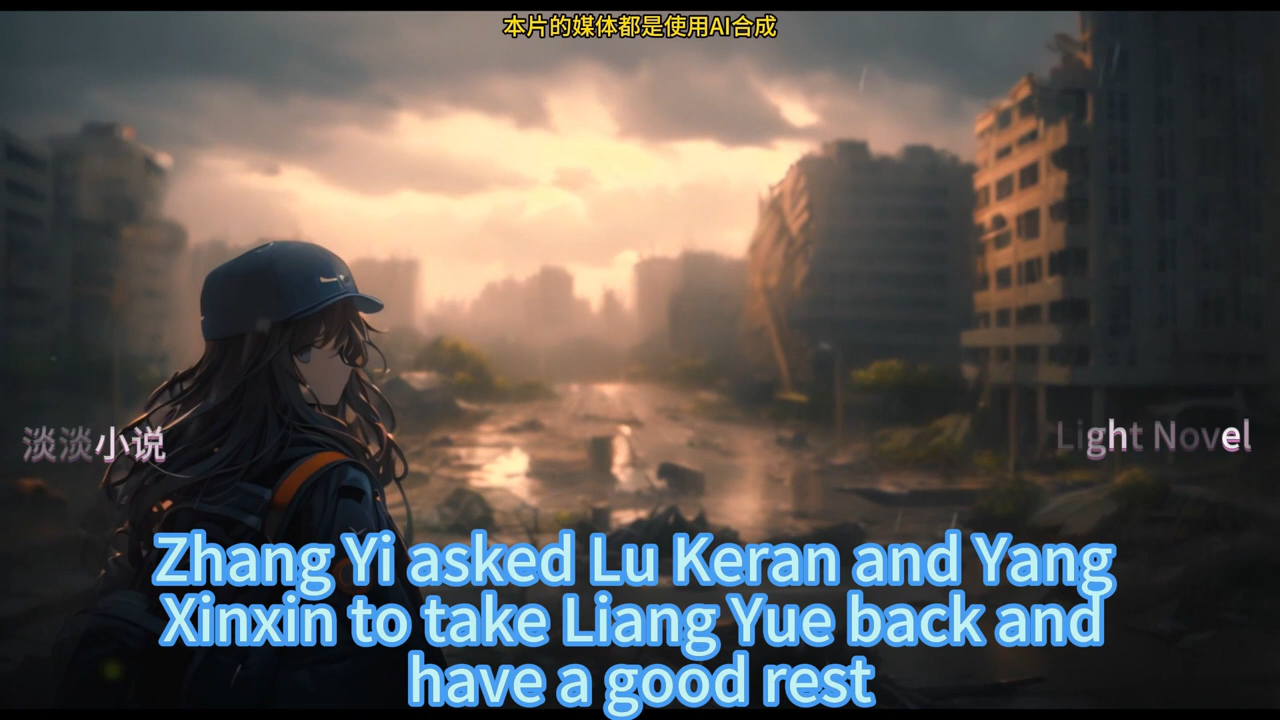 本片的媒体都是使用AI合成
淡淡小说
Light Novel
Zhang Yi asked Lu Keran and Yang
Xinxin to take Liang Yue back and
have a good rest